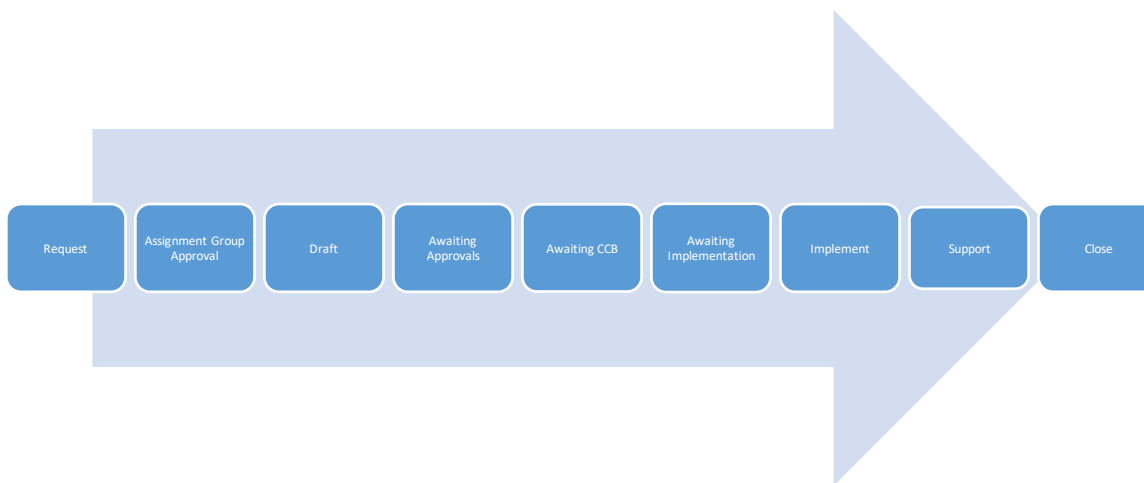 Request
Assignment Group
Approval
Draft
Awaiting
Approvals
Awaiting CCB
Awaiting
Implementation
Implement
Support
Close